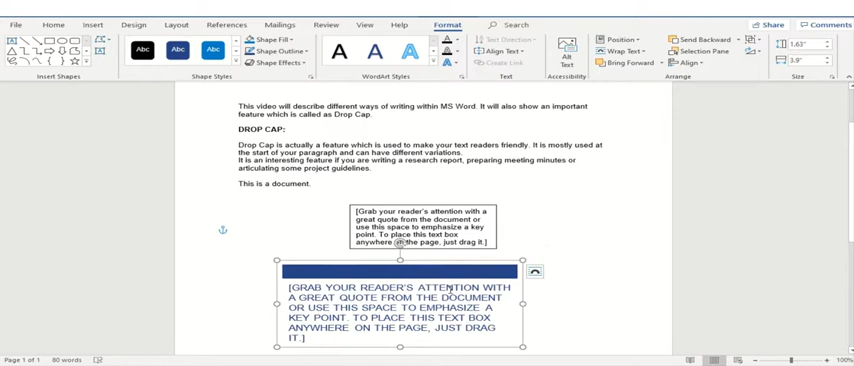 File Home Insert Design Layout References Mailings Review View Help Format Search Share Comments
Abc Abc Abc
Shape Fill
Shape Outline
Shape Effects
A A A
Text Direction
Align Text
Create Link
Alt
Text
Position
Wrap Text
Bring Forward
Send Backward
Selection Pane
Align
1.63"
3.9"
Insert Shapes Shape Styles WordArt Styles Text Accessibility Arrange Size
This video will describe different ways of writing within MS Word. It will also show an important
feature which is called as Drop Cap.
DROP CAP:
Drop Cap is actually a feature which is used to make your text readers friendly. It is mostly used at
the start of your paragraph and can have different variations.
It is an interesting feature if you are writing a research report, preparing meeting minutes or
articulating some project guidelines.
This is a document.
[Grab your reader's attention with a
great quote from the document or
use this space to emphasize a key
point. To place this text box
anywhere on the page, just drag it.]
[GRAB YOUR READER'S ATTENTION WITH
A GREAT QUOTE FROM THE DOCUMENT
OR USE THIS SPACE TO EMPHASIZE A
KEY POINT. TO PLACE THIS TEXT BOX
ANYWHERE ON THE PAGE, JUST DRAG
IT.]
Page 1 of 1 80 words 100%